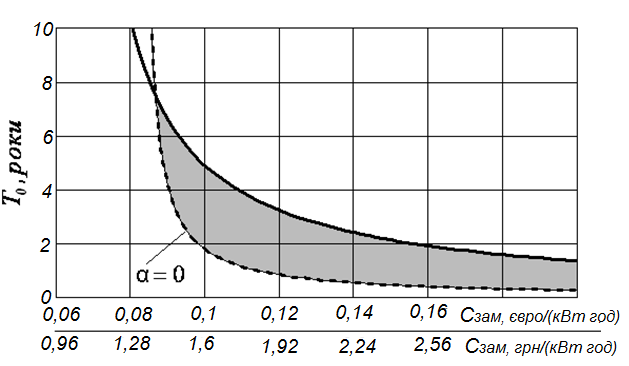 T₀, роки
10
8
6
4
2
0
α = 0
0,06 0,08 0,1 0,12 0,14 0,16 Cзам, євро/(кВт год)
0,96 1,28 1,6 1,92 2,24 2,56 Cзам, грн/(кВт год)